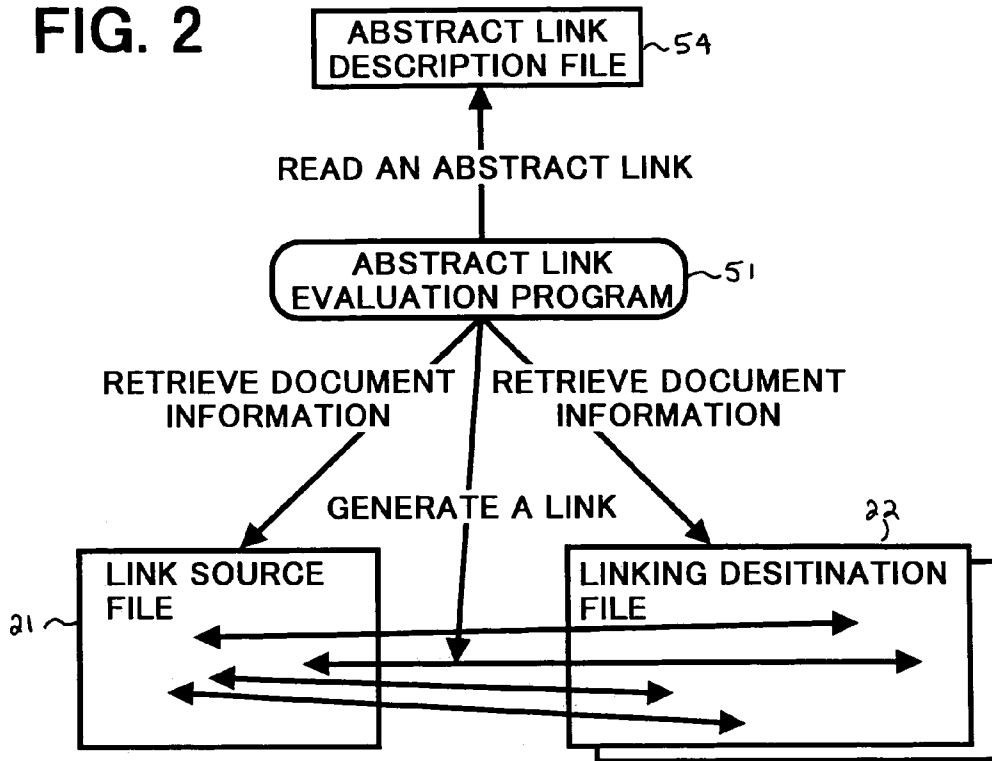 FIG. 2
ABSTRACT LINK
DESCRIPTION FILE
54
READ AN ABSTRACT LINK
ABSTRACT LINK
EVALUATION PROGRAM
51
RETRIEVE DOCUMENT
INFORMATION
RETRIEVE DOCUMENT
INFORMATION
GENERATE A LINK
22
LINK SOURCE
FILE
LINKING DESITINATION
FILE
21